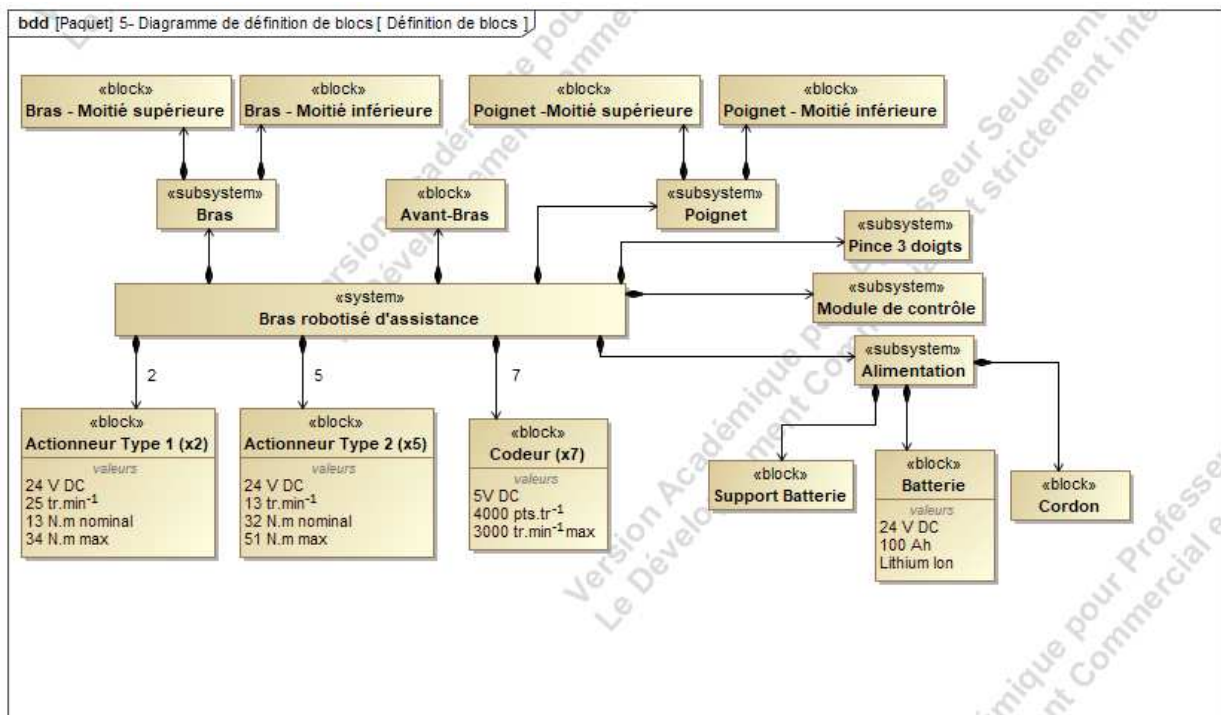 bdd [Paquet] 5- Diagramme de définition de blocs [ Définition de blocs ]
«block»
Bras - Moitié supérieure
«block»
Bras - Moitié inférieure
«block»
Poignet -Moitié supérieure
«block»
Poignet - Moitié inférieure
«subsystem»
Bras
«block»
Avant-Bras
«subsystem»
Poignet
«subsystem»
Pince 3 doigts
«system»
Bras robotisé d'assistance
«subsystem»
Module de contrôle
«subsystem»
Alimentation
2
5
7
«block»
Actionneur Type 1 (x2)
valeurs
24 V DC
25 tr.min-1
13 N.m nominal
34 N.m max
«block»
Actionneur Type 2 (x5)
valeurs
24 V DC
13 tr.min-1
32 N.m nominal
51 N.m max
«block»
Codeur (x7)
valeurs
5V DC
4000 pts.tr-1
3000 tr.min-1 max
«block»
Support Batterie
«block»
Batterie
valeurs
24 V DC
100 Ah
Lithium Ion
«block»
Cordon